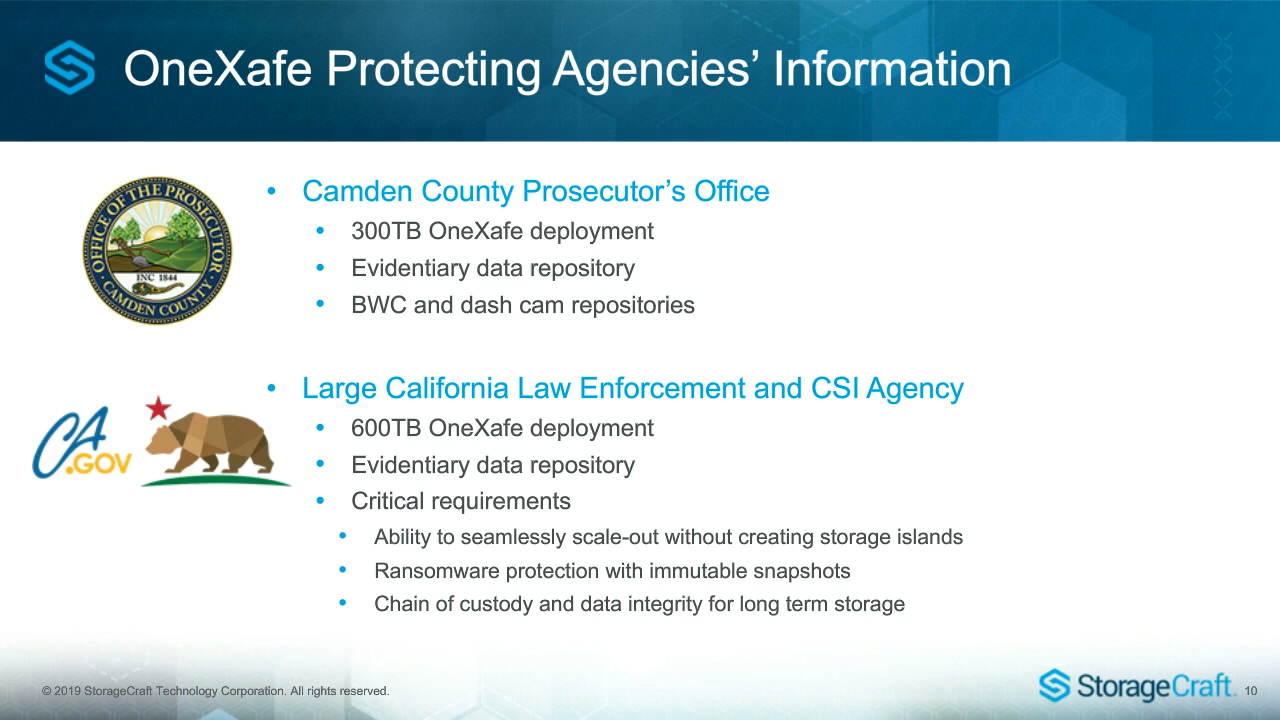 OneXafe Protecting Agencies’ Information
OFFICE OF THE PROSECUTOR
INC 1844
CAMDEN COUNTY
• Camden County Prosecutor’s Office
• 300TB OneXafe deployment
• Evidentiary data repository
• BWC and dash cam repositories
CA
.GOV
• Large California Law Enforcement and CSI Agency
• 600TB OneXafe deployment
• Evidentiary data repository
• Critical requirements
• Ability to seamlessly scale-out without creating storage islands
• Ransomware protection with immutable snapshots
• Chain of custody and data integrity for long term storage
© 2019 StorageCraft Technology Corporation. All rights reserved.
StorageCraft
10